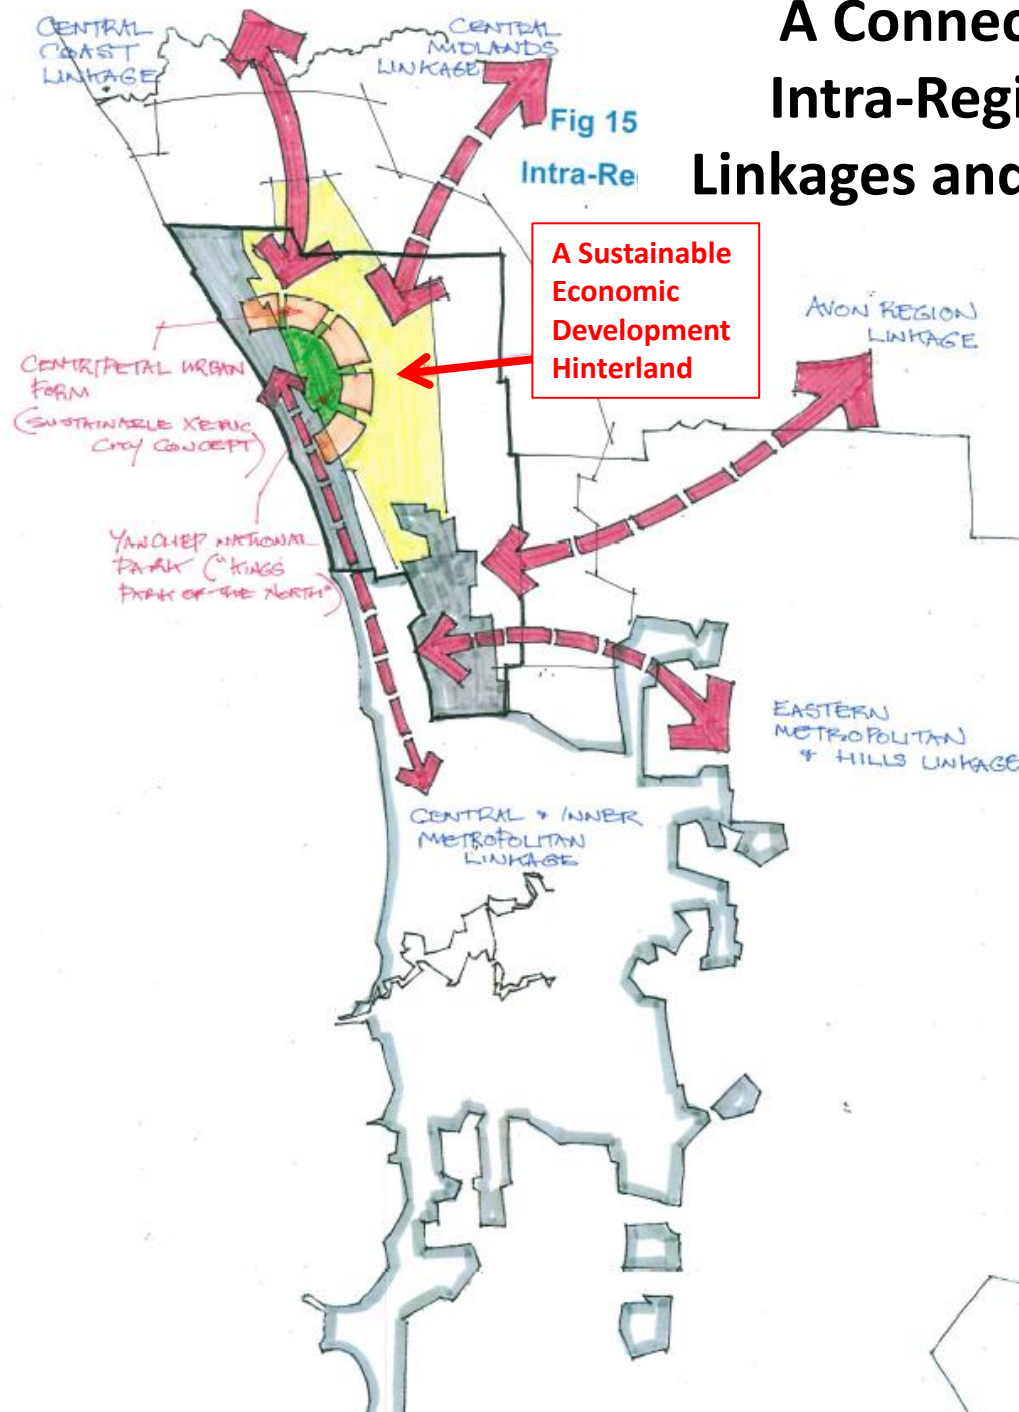 A Connec
Intra-Regi
Linkages and
CENTRAL
COAST
LINKAGE
CENTRAL
MIDLANDS
LINKAGE
Fig 15
Intra-Re
A Sustainable
Economic
Development
Hinterland
AVON REGION
LINKAGE
CENTRIPETAL URBAN
FORM
(SUSTAINABLE XERIC
CITY CONCEPT)
YANCHEP NATIONAL
PARK ("KINGS
PARK OF THE NORTH")
EASTERN
METROPOLITAN
& HILLS LINKAGE
CENTRAL & INNER
METROPOLITAN
LINKAGE